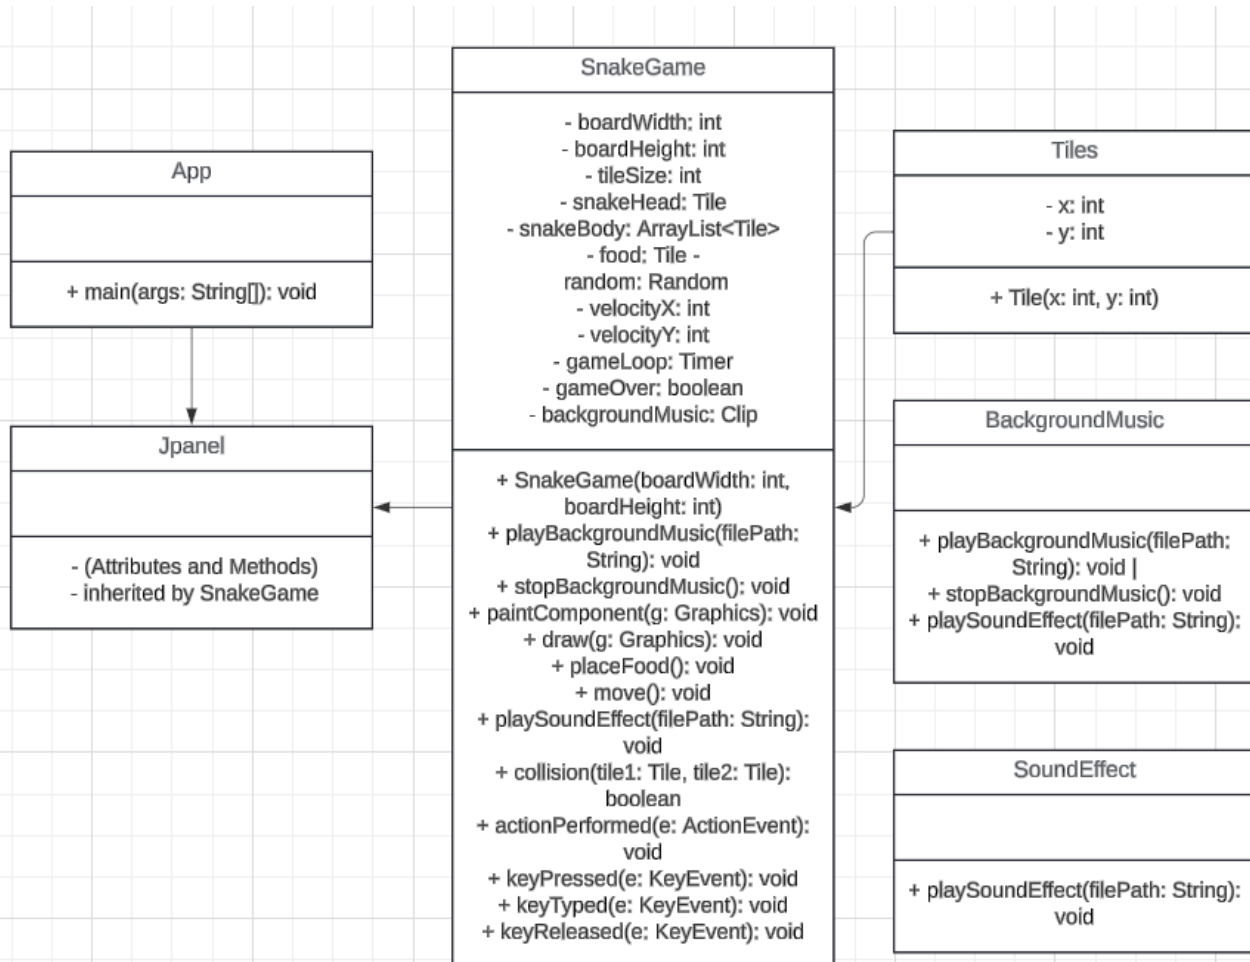 App
+ main(args: String[]): void
Jpanel
- (Attributes and Methods)
- inherited by SnakeGame
SnakeGame
- boardWidth: int
- boardHeight: int
- tileSize: int
- snakeHead: Tile
- snakeBody: ArrayList<Tile>
- food: Tile -
random: Random
- velocityX: int
- velocityY: int
- gameLoop: Timer
- gameOver: boolean
- backgroundMusic: Clip
+ SnakeGame(boardWidth: int,
boardHeight: int)
+ playBackgroundMusic(filePath:
String): void
+ stopBackgroundMusic(): void
+ paintComponent(g: Graphics): void
+ draw(g: Graphics): void
+ placeFood(): void
+ move(): void
+ playSoundEffect(filePath: String):
void
+ collision(tile1: Tile, tile2: Tile):
boolean
+ actionPerformed(e: ActionEvent):
void
+ keyPressed(e: KeyEvent): void
+ keyTyped(e: KeyEvent): void
+ keyReleased(e: KeyEvent): void
Tiles
- x: int
- y: int
+ Tile(x: int, y: int)
BackgroundMusic
+ playBackgroundMusic(filePath:
String): void |
+ stopBackgroundMusic(): void
+ playSoundEffect(filePath: String):
void
SoundEffect
+ playSoundEffect(filePath: String):
void